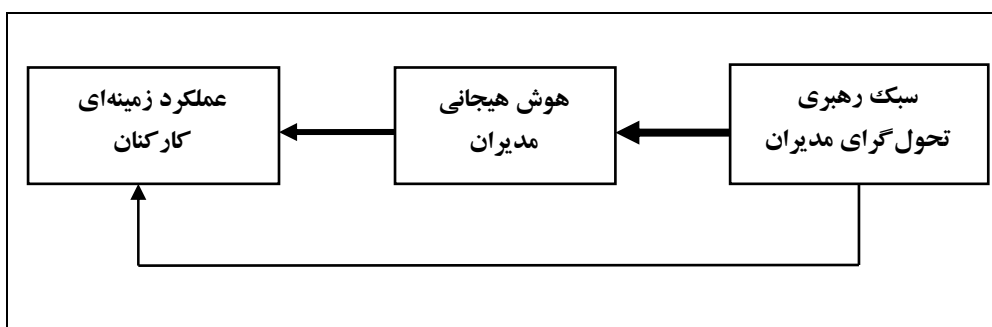 سبک رهبری
تحول‌گرای مدیران
هوش هیجانی
مدیران
عملکرد زمینه‌ای
کارکنان